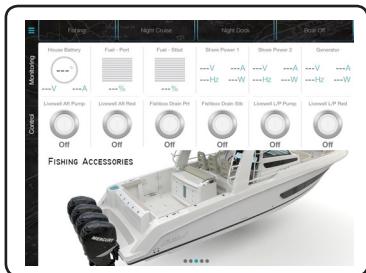 Fishing Night Cruise Night Dock Boat Off
Monitoring
House Battery Fuel - Port Fuel - Stbd Shore Power 1 Shore Power 2 Generator
---°
---V ---A ---V ---A ---V ---A
---Hz ---W ---Hz ---W ---Hz ---W
---V ---A ---% ---%
Control
Livewell Aft Pump Livewell Aft Red Fishbox Drain Prt Fishbox Drain Stb Livewell L/P Pump Livewell L/P Red
Off Off Off Off Off Off
FISHING ACCESSORIES
MERCURY